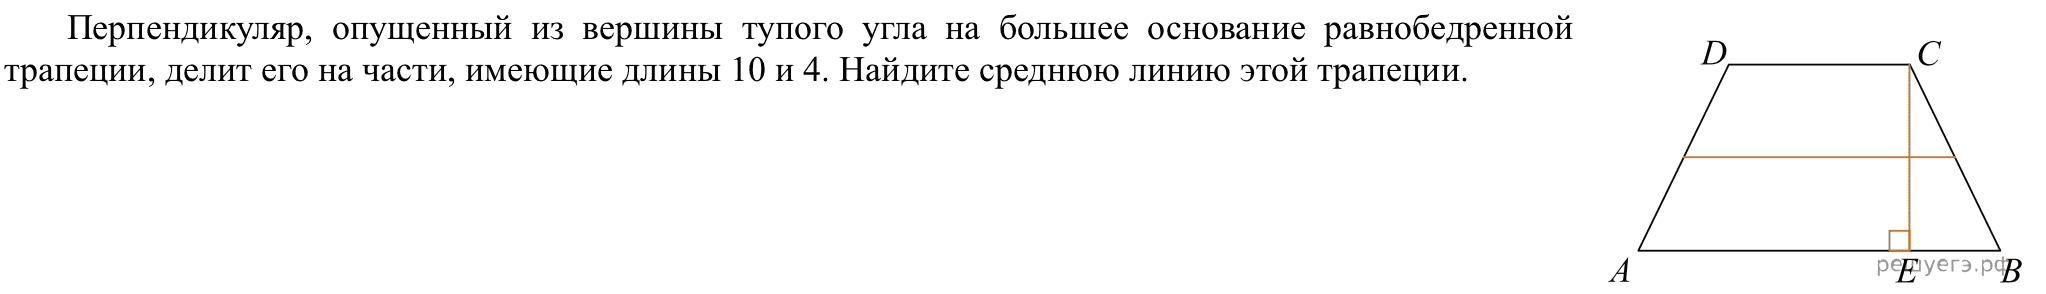 Перпендикуляр, опущенный из вершины тупого угла на большее основание равнобедренной
трапеции, делит его на части, имеющие длины 10 и 4. Найдите среднюю линию этой трапеции.
D C
A E B
решуегэ.рф